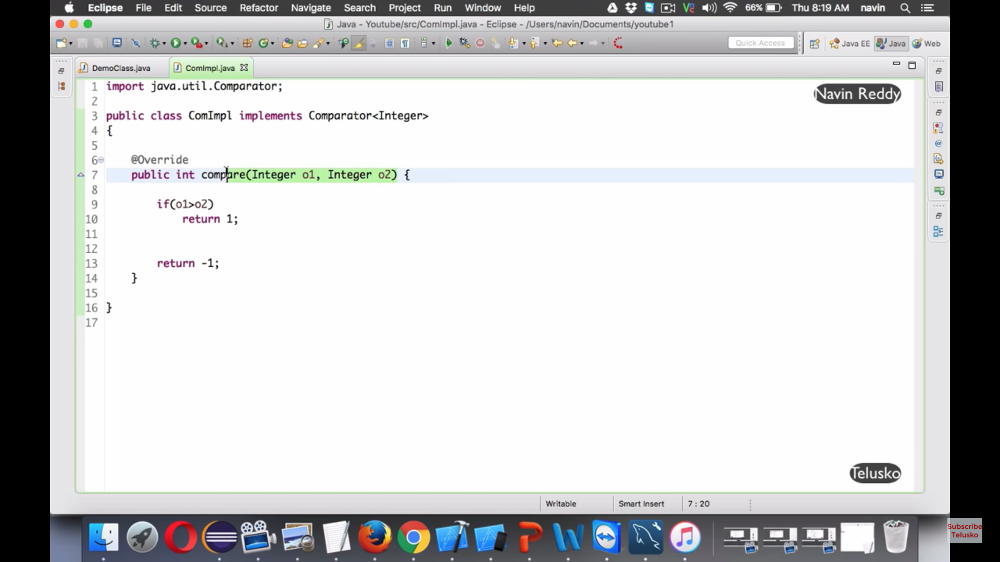 Eclipse File Edit Source Refactor Navigate Search Project Run Window Help 66% Thu 8:19 AM navin
Java - Youtube/src/ComImpl.java - Eclipse - /Users/navin/Documents/youtube1
Quick Access Java EE Java Web
DemoClass.java ComImpl.java
1 import java.util.Comparator;
Navin Reddy
2
3 public class ComImpl implements Comparator<Integer>
4 {
5
6 @Override
7 public int compare(Integer o1, Integer o2) {
8
9 if(o1>o2)
10 return 1;
11
12
13 return -1;
14 }
15
16 }
17
Telusko
Writable Smart Insert 7 : 20
Subscribe
Telusko